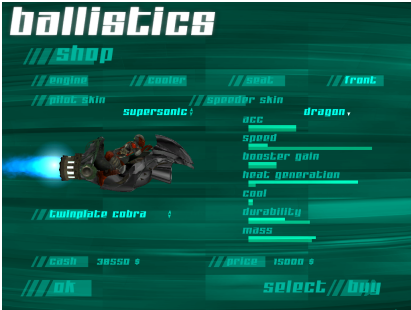 ballistics
shop
engine cooler seat front
pilot skin speeder skin
supersonic dragon
acc
speed
booster gain
heat generation
cool
durability
mass
twinplate cobra
cash 38550 $ price 15000 $
ok select buy